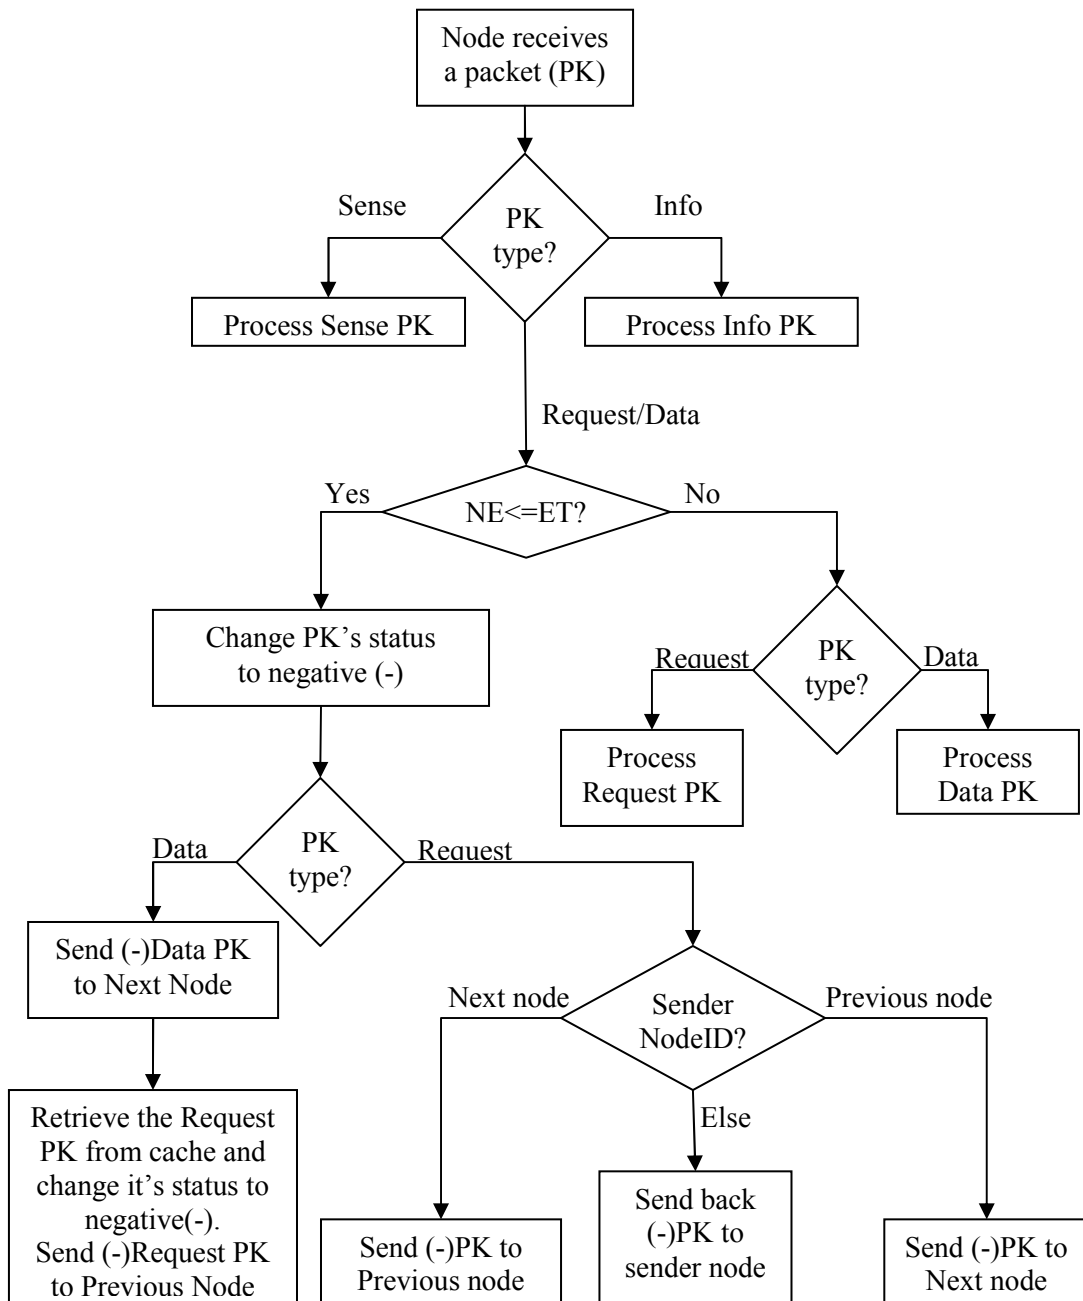 Node receives
a packet (PK)
Sense
Info
PK
type?
Process Sense PK
Process Info PK
Request/Data
Yes
No
NE<=ET?
Change PK's status
to negative (-)
Request
PK
type?
Data
Process
Request PK
Process
Data PK
Data
PK
type?
Request
Send (-)Data PK
to Next Node
Next node
Sender
NodeID?
Previous node
Else
Retrieve the Request
PK from cache and
change it's status to
negative(-).
Send (-)Request PK
to Previous Node
Send (-)PK to
Previous node
Send back
(-)PK to
sender node
Send (-)PK to
Next node